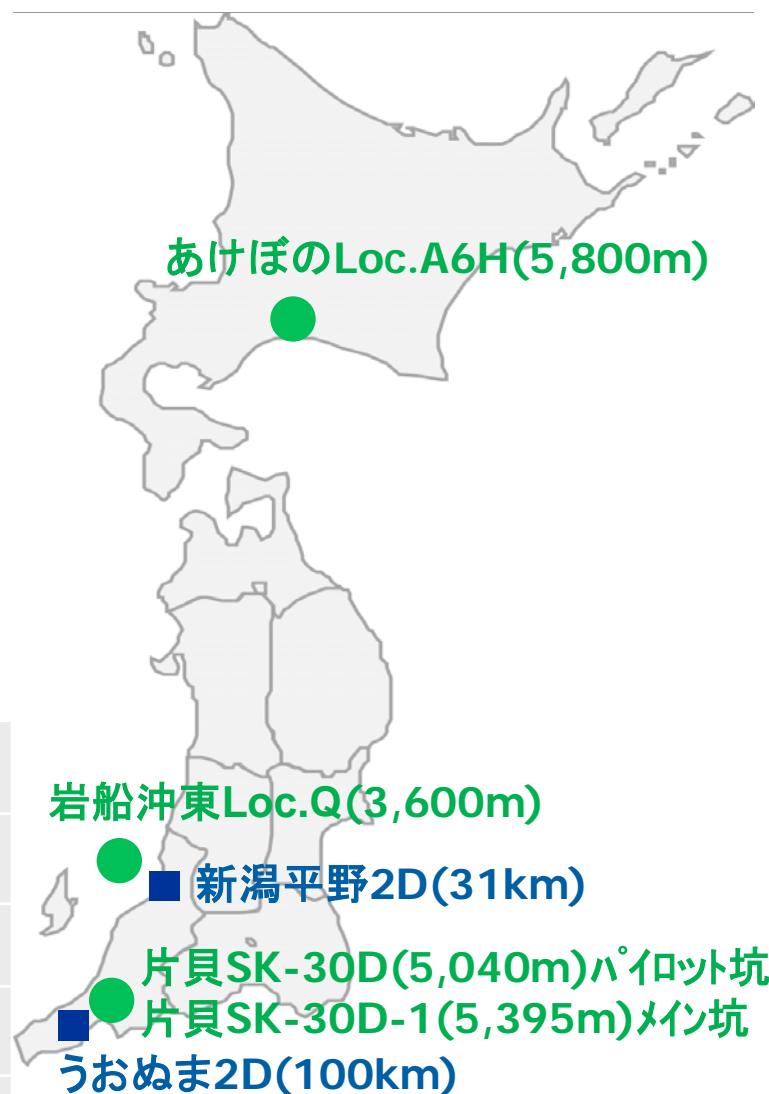 あけぼのLoc.A6H(5,800m)
岩船沖東Loc.Q(3,600m)
新潟平野2D(31km)
片貝SK-30D(5,040m)パイロット坑
片貝SK-30D-1(5,395m)メイン坑
うおぬま2D(100km)